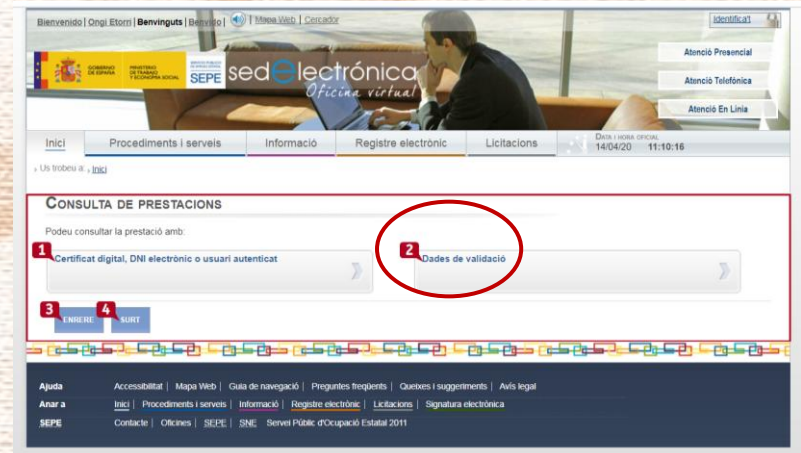 Bienvenido | Ongi Etorri | Benvinguts | Benvido | Mapa Web | Cercador
Identifica't
GOBIERNO DE ESPAÑA
MINISTERIO DE TRABAJO Y ECONOMÍA SOCIAL
SEPE
sedelectrónica
Oficina virtual
Atenció Presencial
Atenció Telefónica
Atenció En Linia
Inici Procediments i serveis Informació Registre electrònic Licitacions
DATA I HORA OFICIAL
14/04/20 11:10:16
Us trobeu a: Inici
CONSULTA DE PRESTACIONS
Podeu consultar la prestació amb:
1 Certificat digital, DNI electrònic o usuari autenticat
2 Dades de validació
3 ENRERE
4 SURT
Ajuda Accessibilitat | Mapa Web | Guia de navegació | Preguntes freqüents | Queixes i suggeriments | Avís legal
Anar a Inici | Procediments i serveis | Informació | Registre electrònic | Licitacions | Signatura electrònica
SEPE Contacte | Oficines | SEPE | SNE Servei Públic d'Ocupació Estatal 2011